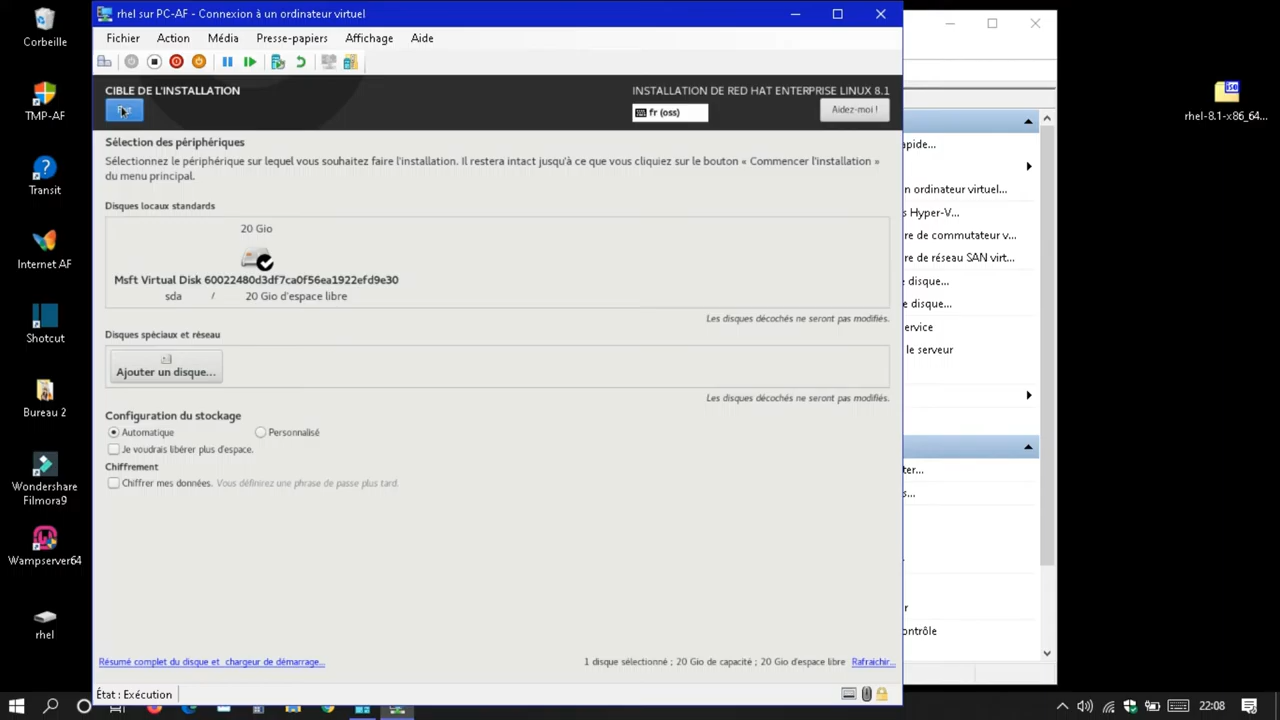 rhel sur PC-AF - Connexion à un ordinateur virtuel
Fichier Action Média Presse-papiers Affichage Aide
CIBLE DE L'INSTALLATION
INSTALLATION DE RED HAT ENTERPRISE LINUX 8.1
fr (oss)
Aidez-moi !
Sélection des périphériques
Sélectionnez le périphérique sur lequel vous souhaitez faire l'installation. Il restera intact jusqu'à ce que vous cliquiez sur le bouton « Commencer l'installation »
du menu principal.
Disques locaux standards
20 Gio
Msft Virtual Disk 60022480d3df7ca0f56ea1922efd9e30
sda / 20 Gio d'espace libre
Les disques décochés ne seront pas modifiés.
Disques spéciaux et réseau
Ajouter un disque...
Les disques décochés ne seront pas modifiés.
Configuration du stockage
Automatique Personnalisé
Je voudrais libérer plus d'espace.
Chiffrement
Chiffrer mes données. Vous définirez une phrase de passe plus tard.
Résumé complet du disque et chargeur de démarrage...
1 disque sélectionné ; 20 Gio de capacité ; 20 Gio d'espace libre Rafraichir...
État : Exécution
Corbeille
TMP-AF
Transit
Internet AF
Shotcut
Bureau 2
Wondershare
Filmora9
Wampserver64
rhel
apide...
n ordinateur virtuel...
s Hyper-V...
re de commutateur v...
re de réseau SAN virt...
e disque...
e disque...
ervice
le serveur
ter...
s...
r
ontrôle
rhel-8.1-x86_64...
22:08